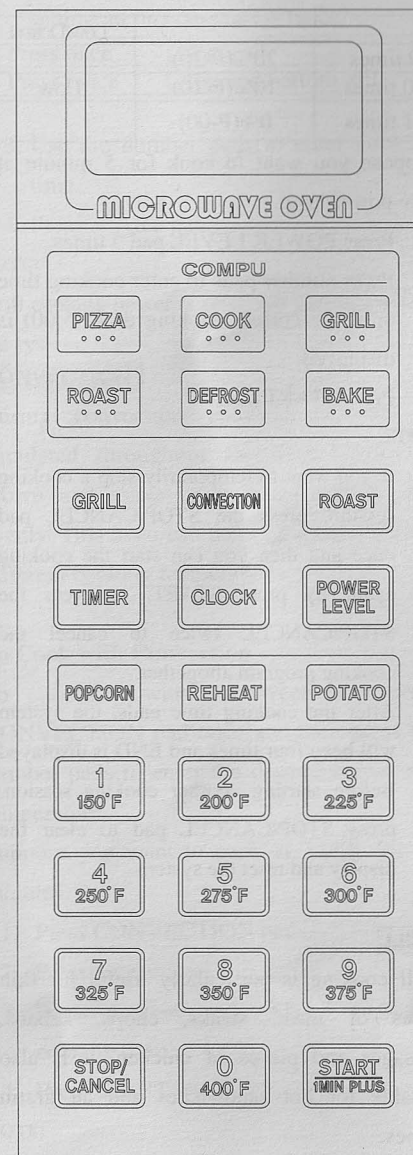 MICROWAVE OVEN
COMPU
PIZZA COOK GRILL
ROAST DEFROST BAKE
GRILL CONVECTION ROAST
TIMER CLOCK POWER LEVEL
POPCORN REHEAT POTATO
1 2 3
150°F 200°F 225°F
4 5 6
250°F 275°F 300°F
7 8 9
325°F 350°F 375°F
STOP/ 0 START
CANCEL 400°F 1MIN PLUS